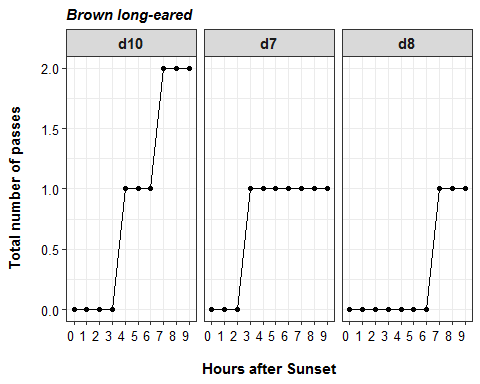 Brown long-eared
d10 d7 d8
Total number of passes
2.0
1.5
1.0
0.5
0.0
0 1 2 3 4 5 6 7 8 9 0 1 2 3 4 5 6 7 8 9 0 1 2 3 4 5 6 7 8 9
Hours after Sunset